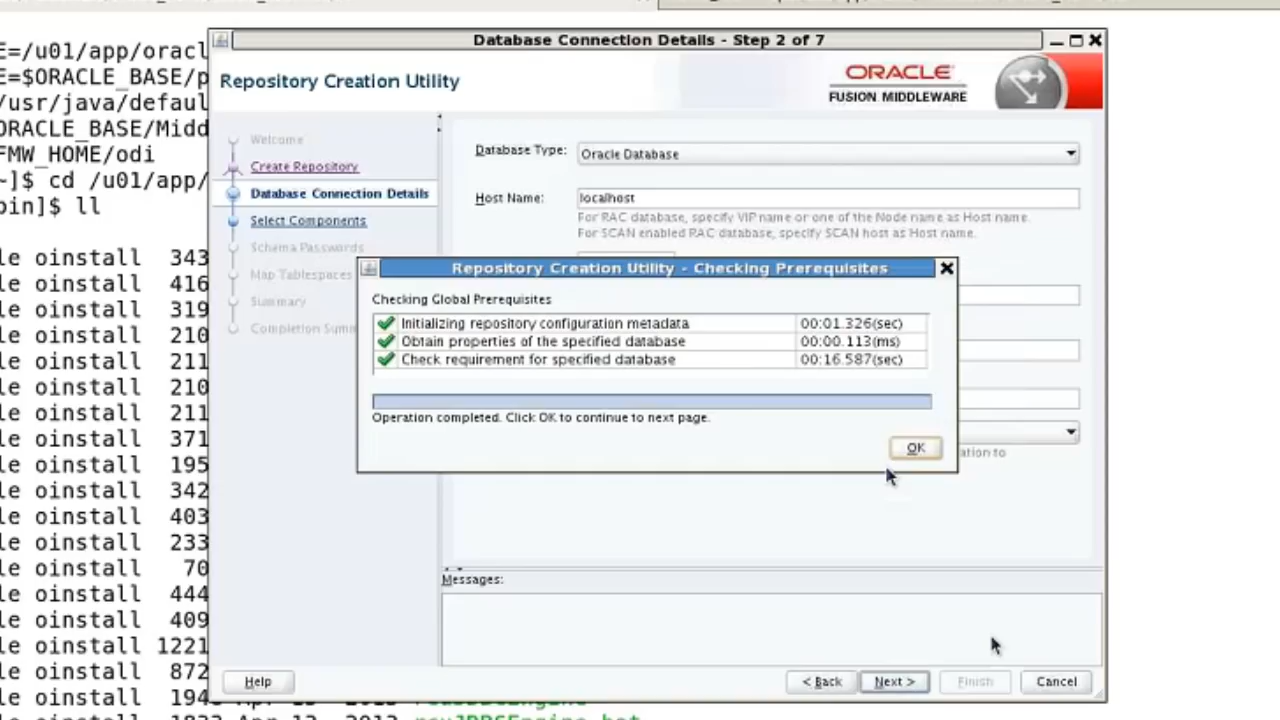 E=/u01/app/oracl
E=$ORACLE_BASE/p
/usr/java/defaul
ORACLE_BASE/Midd
FMW_HOME/odi
~]$ cd /u01/app/
bin]$ ll
le oinstall 343
le oinstall 416
le oinstall 319
le oinstall 210
le oinstall 211
le oinstall 210
le oinstall 211
le oinstall 371
le oinstall 195
le oinstall 342
le oinstall 403
le oinstall 233
le oinstall 70
le oinstall 444
le oinstall 409
le oinstall 1221
le oinstall 872
le oinstall 194
Database Connection Details - Step 2 of 7
Repository Creation Utility
ORACLE
FUSION MIDDLEWARE
Welcome
Create Repository
Database Connection Details
Select Components
Schema Passwords
Map Tablespaces
Summary
Completion Summ
Database Type: Oracle Database
Host Name: localhost
For RAC database, specify VIP name or one of the Node name as Host name.
For SCAN enabled RAC database, specify SCAN host as Host name.
ation to
Repository Creation Utility - Checking Prerequisites
Checking Global Prerequisites
Initializing repository configuration metadata 00:01.326(sec)
Obtain properties of the specified database 00:00.113(ms)
Check requirement for specified database 00:16.587(sec)
Operation completed. Click OK to continue to next page.
OK
Messages:
Help
< Back
Next >
Finish
Cancel